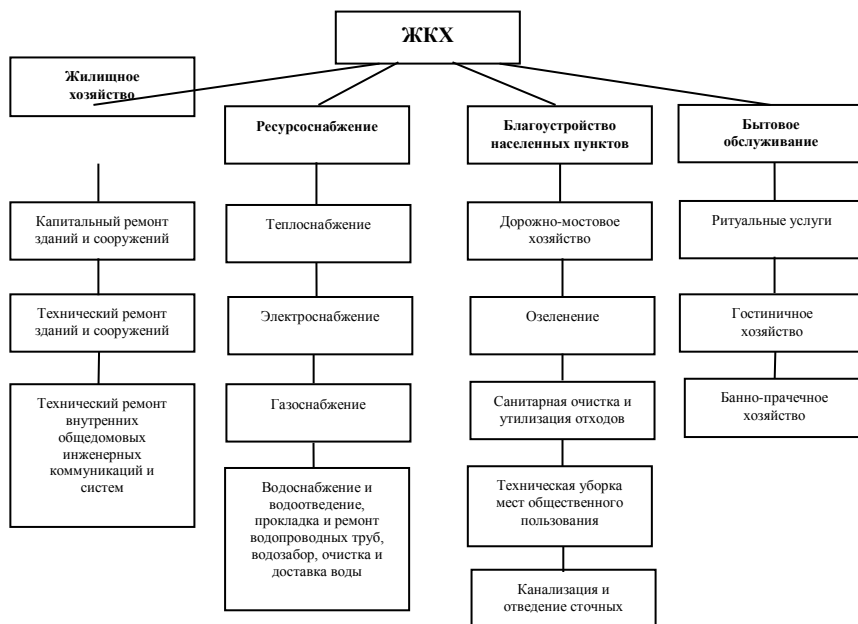 ЖКХ
Жилищное
хозяйство
Капитальный ремонт
зданий и сооружений
Технический ремонт
зданий и сооружений
Технический ремонт
внутренних
общедомовых
инженерных
коммуникаций и
систем
Ресурсоснабжение
Теплоснабжение
Электроснабжение
Газоснабжение
Водоснабжение и
водоотведение,
прокладка и ремонт
водопроводных труб,
водозабор, очистка и
доставка воды
Благоустройство
населенных пунктов
Дорожно-мостовое
хозяйство
Озеленение
Санитарная очистка и
утилизация отходов
Техническая уборка
мест общественного
пользования
Канализация и
отведение сточных
Бытовое
обслуживание
Ритуальные услуги
Гостиничное
хозяйство
Банно-прачечное
хозяйство